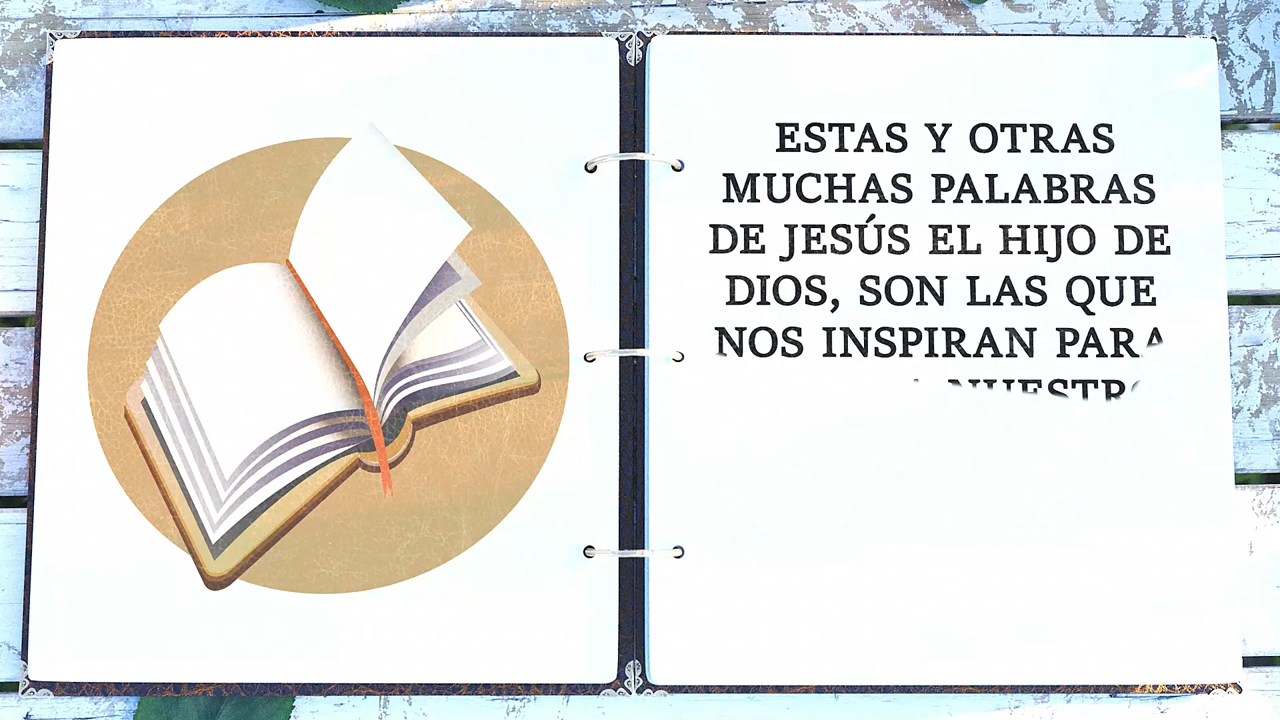 ESTAS Y OTRAS
MUCHAS PALABRAS
DE JESÚS EL HIJO DE
DIOS, SON LAS QUE
NOS INSPIRAN PARA